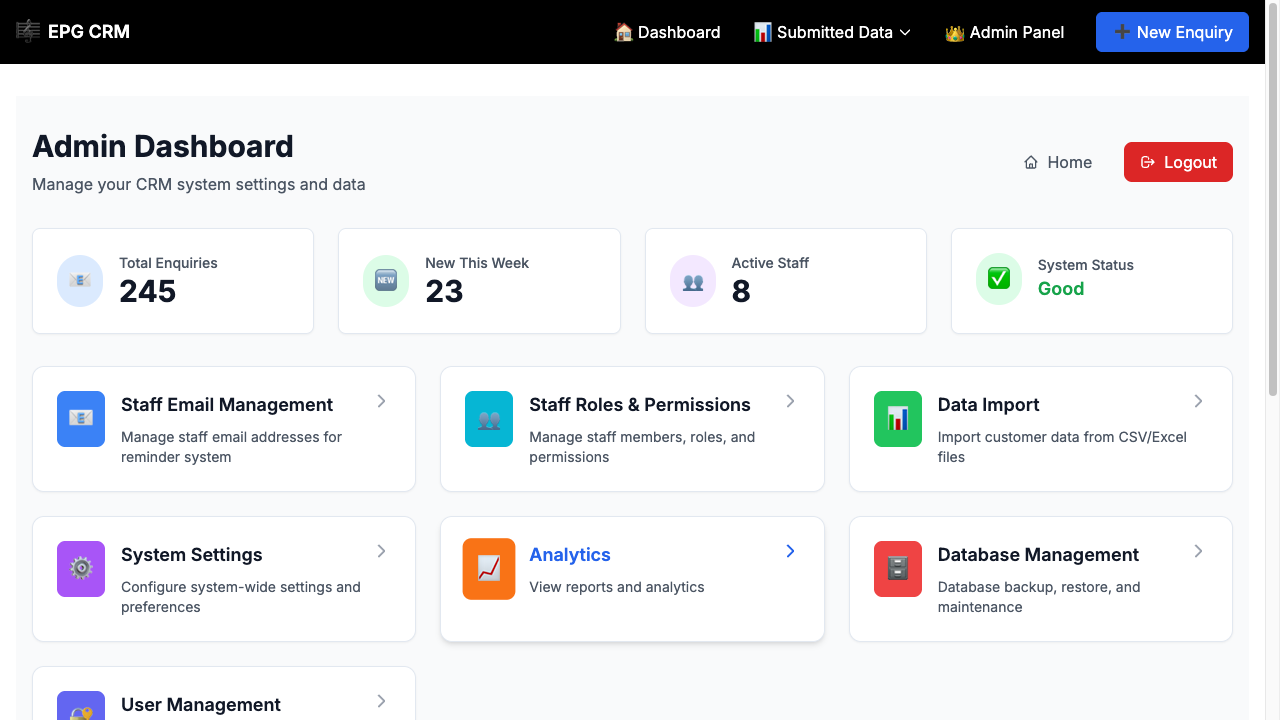 EPG CRM
Dashboard
Submitted Data
Admin Panel
New Enquiry
Admin Dashboard
Manage your CRM system settings and data
Home
Logout
Total Enquiries
245
NEW
New This Week
23
Active Staff
8
System Status
Good
Staff Email Management
Manage staff email addresses for
reminder system
Staff Roles & Permissions
Manage staff members, roles, and
permissions
Data Import
Import customer data from CSV/Excel
files
System Settings
Configure system-wide settings and
preferences
Analytics
View reports and analytics
Database Management
Database backup, restore, and
maintenance
User Management